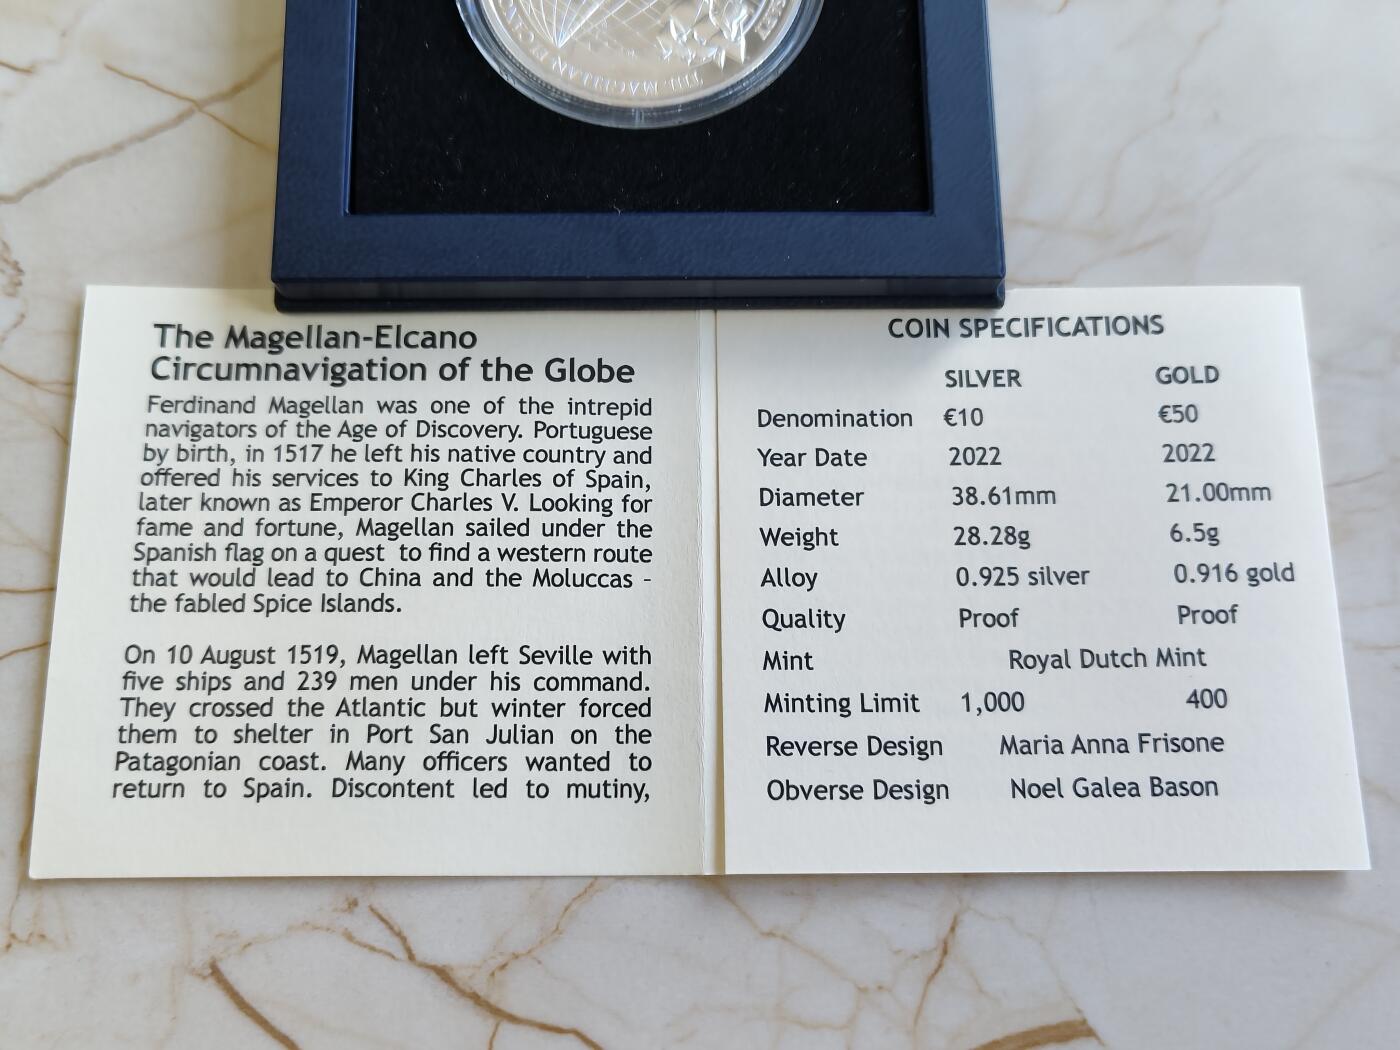 THE MAGELLAN ELCANO
The Magellan-Elcano
Circumnavigation of the Globe
Ferdinand Magellan was one of the intrepid
navigators of the Age of Discovery. Portuguese
by birth, in 1517 he left his native country and
offered his services to King Charles of Spain,
later known as Emperor Charles V. Looking for
fame and fortune, Magellan sailed under the
Spanish flag on a quest to find a western route
that would lead to China and the Moluccas -
the fabled Spice Islands.
On 10 August 1519, Magellan left Seville with
five ships and 239 men under his command.
They crossed the Atlantic but winter forced
them to shelter in Port San Julian on the
Patagonian coast. Many officers wanted to
return to Spain. Discontent led to mutiny,
COIN SPECIFICATIONS
SILVER GOLD
Denomination €10 €50
Year Date 2022 2022
Diameter 38.61mm 21.00mm
Weight 28.28g 6.5g
Alloy 0.925 silver 0.916 gold
Quality Proof Proof
Mint Royal Dutch Mint
Minting Limit 1,000 400
Reverse Design Maria Anna Frisone
Obverse Design Noel Galea Bason